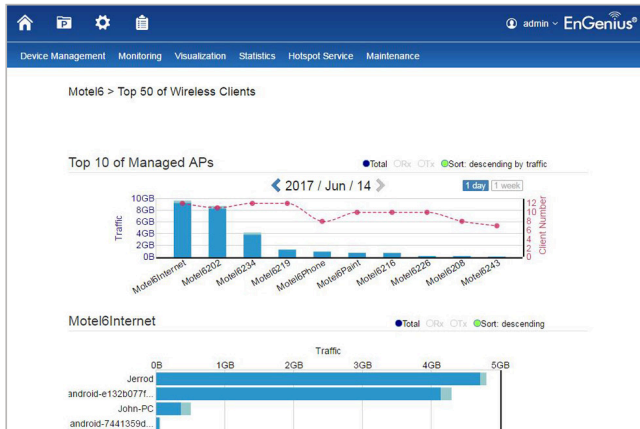 admin EnGenius®
Device Management Monitoring Visualization Statistics Hotspot Service Maintenance
Motel6 > Top 50 of Wireless Clients
Top 10 of Managed APs
Total Rx Tx Sort: descending by traffic
2017 / Jun / 14
1 day 1 week
Traffic
10GB
8GB
6GB
4GB
2GB
0B
12
10
8
6
4
2
0
Client Number
Motel6Internet Motel6202 Motel6234 Motel6219 Motel6Phone Motel6Paint Motel6216 Motel6226 Motel6208 Motel6243
Motel6Internet
Total Rx Tx Sort: descending
Traffic
0B 1GB 2GB 3GB 4GB 5GB
Jerrod
android-e132b077f...
John-PC
android-7441359d...